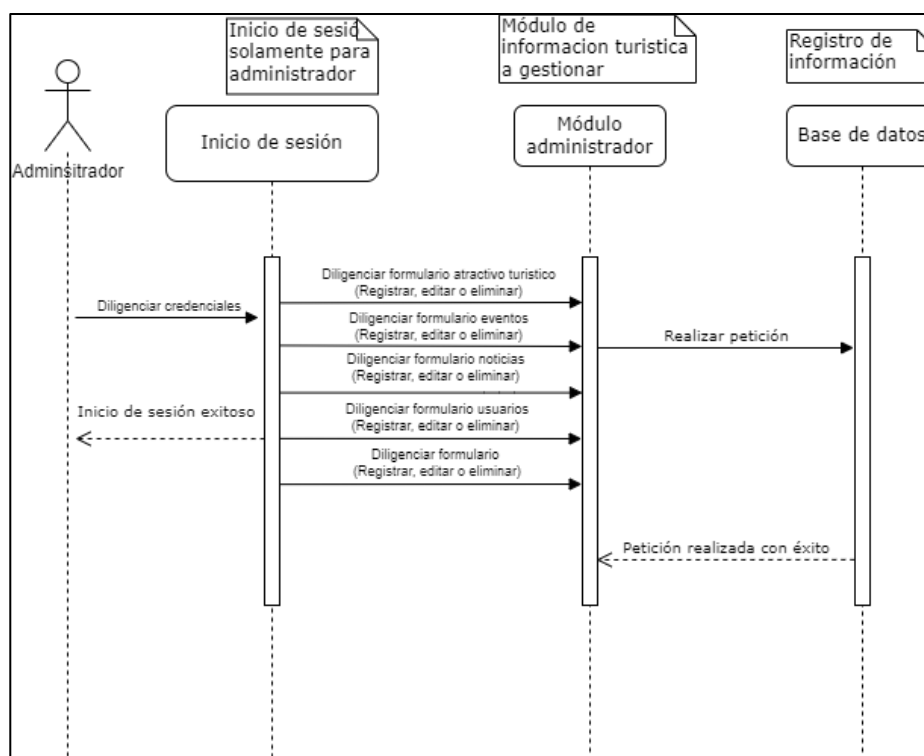 Inicio de sesió
solamente para
administrador
Módulo de
informacion turistica
a gestionar
Registro de
información
Adminsitrador
Inicio de sesión
Módulo
administrador
Base de datos
Diligenciar credenciales
Diligenciar formulario atractivo turistico
(Registrar, editar o eliminar)
Diligenciar formulario eventos
(Registrar, editar o eliminar)
Realizar petición
Diligenciar formulario noticias
(Registrar, editar o eliminar)
Inicio de sesión exitoso
Diligenciar formulario usuarios
(Registrar, editar o eliminar)
Diligenciar formulario
(Registrar, editar o eliminar)
Petición realizada con éxito